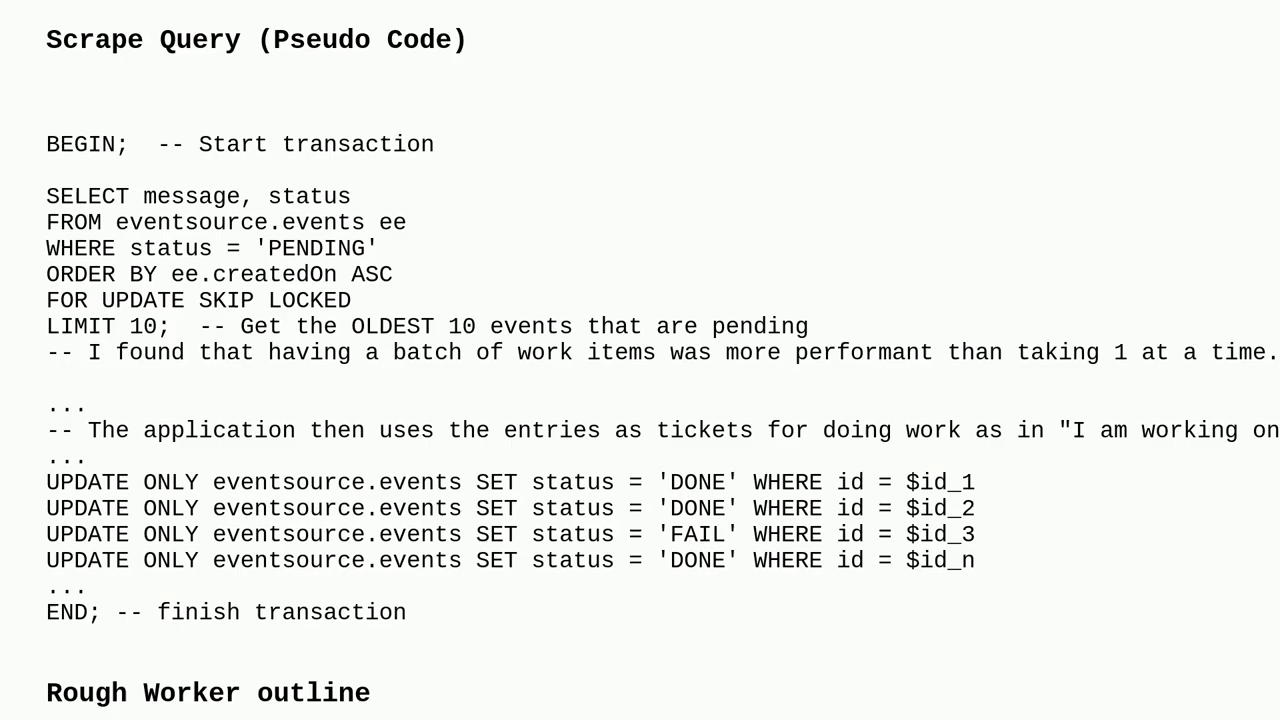 Scrape Query (Pseudo Code)
BEGIN;  -- Start transaction
SELECT message, status
FROM eventsource.events ee
WHERE status = 'PENDING'
ORDER BY ee.createdOn ASC
FOR UPDATE SKIP LOCKED
LIMIT 10;  -- Get the OLDEST 10 events that are pending
-- I found that having a batch of work items was more performant than taking 1 at a time.
...
-- The application then uses the entries as tickets for doing work as in "I am working on
...
UPDATE ONLY eventsource.events SET status = 'DONE' WHERE id = $id_1
UPDATE ONLY eventsource.events SET status = 'DONE' WHERE id = $id_2
UPDATE ONLY eventsource.events SET status = 'FAIL' WHERE id = $id_3
UPDATE ONLY eventsource.events SET status = 'DONE' WHERE id = $id_n
...
END; -- finish transaction
Rough Worker outline